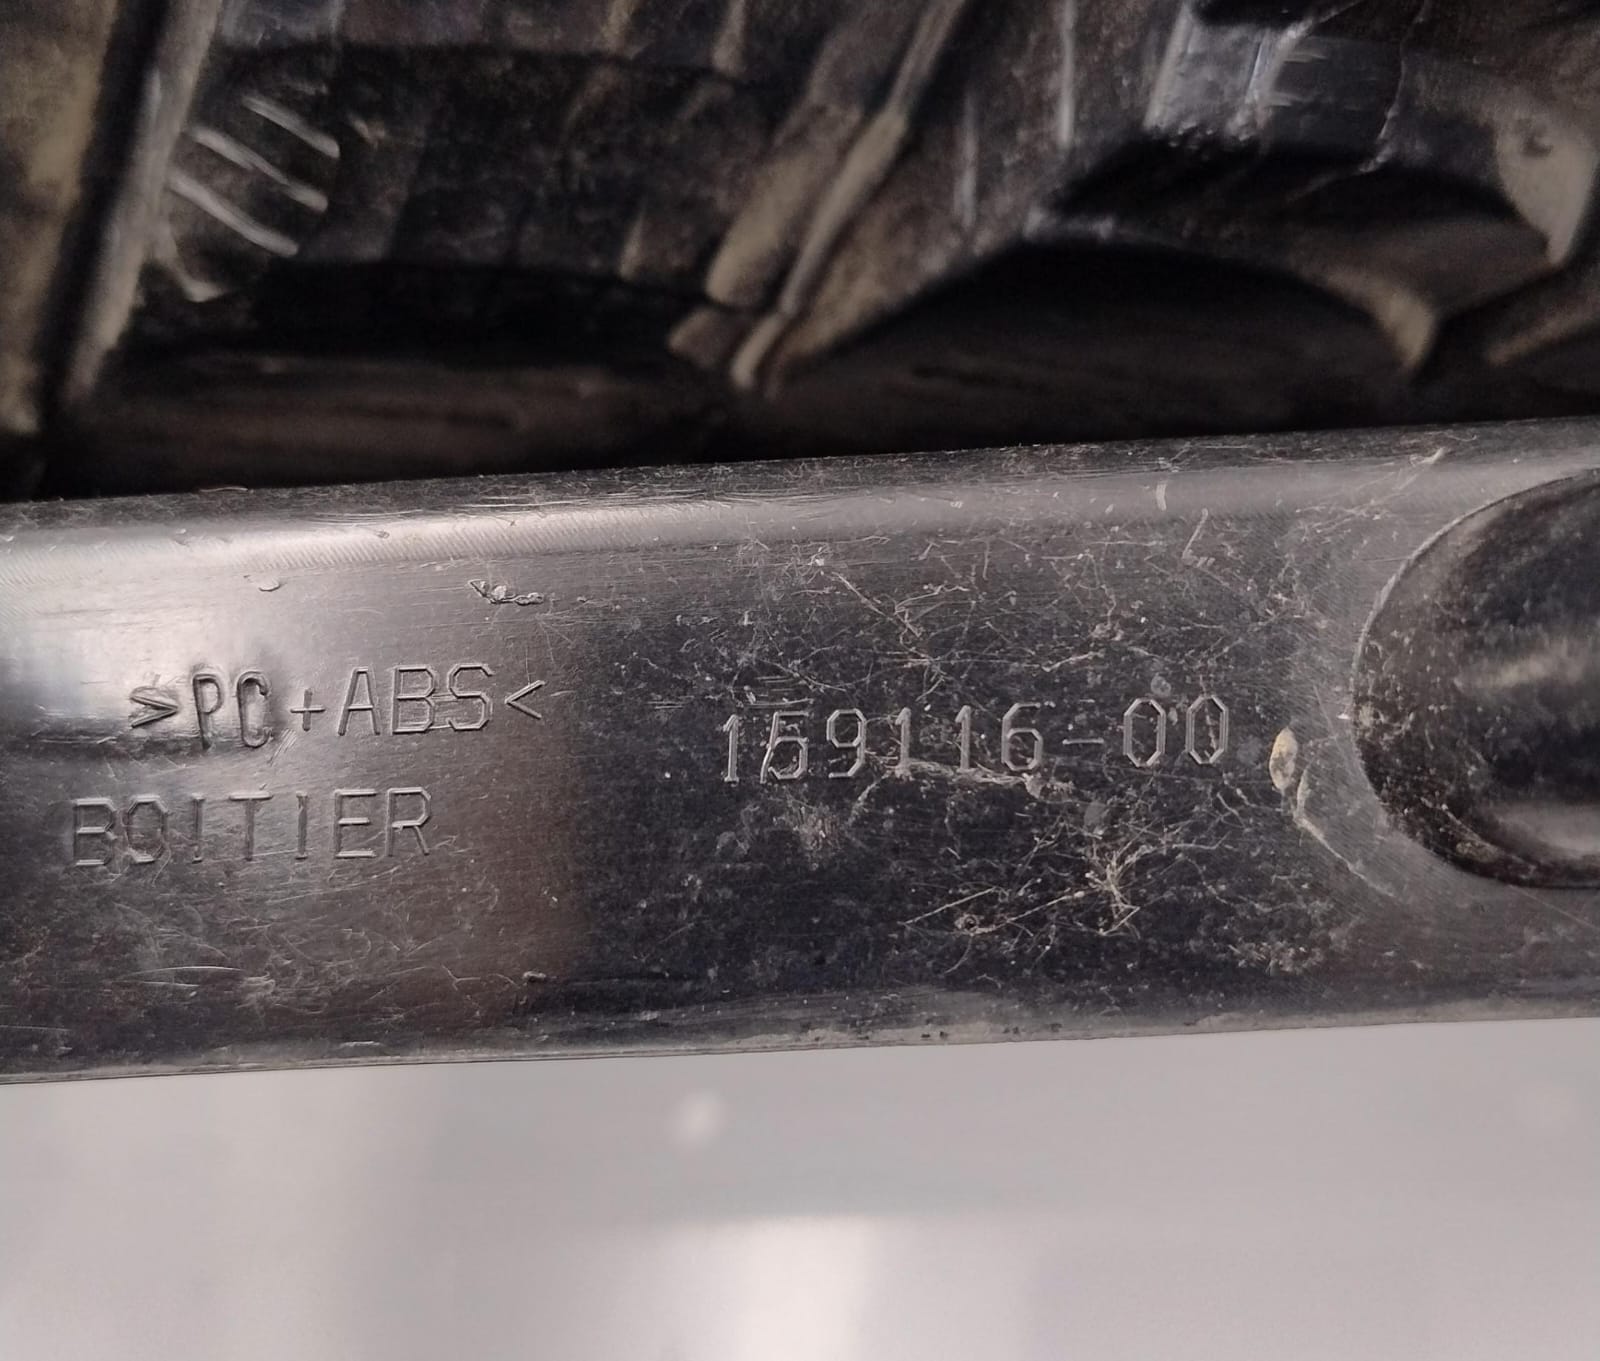 >PC+ABS<
BOITIER
159116-00